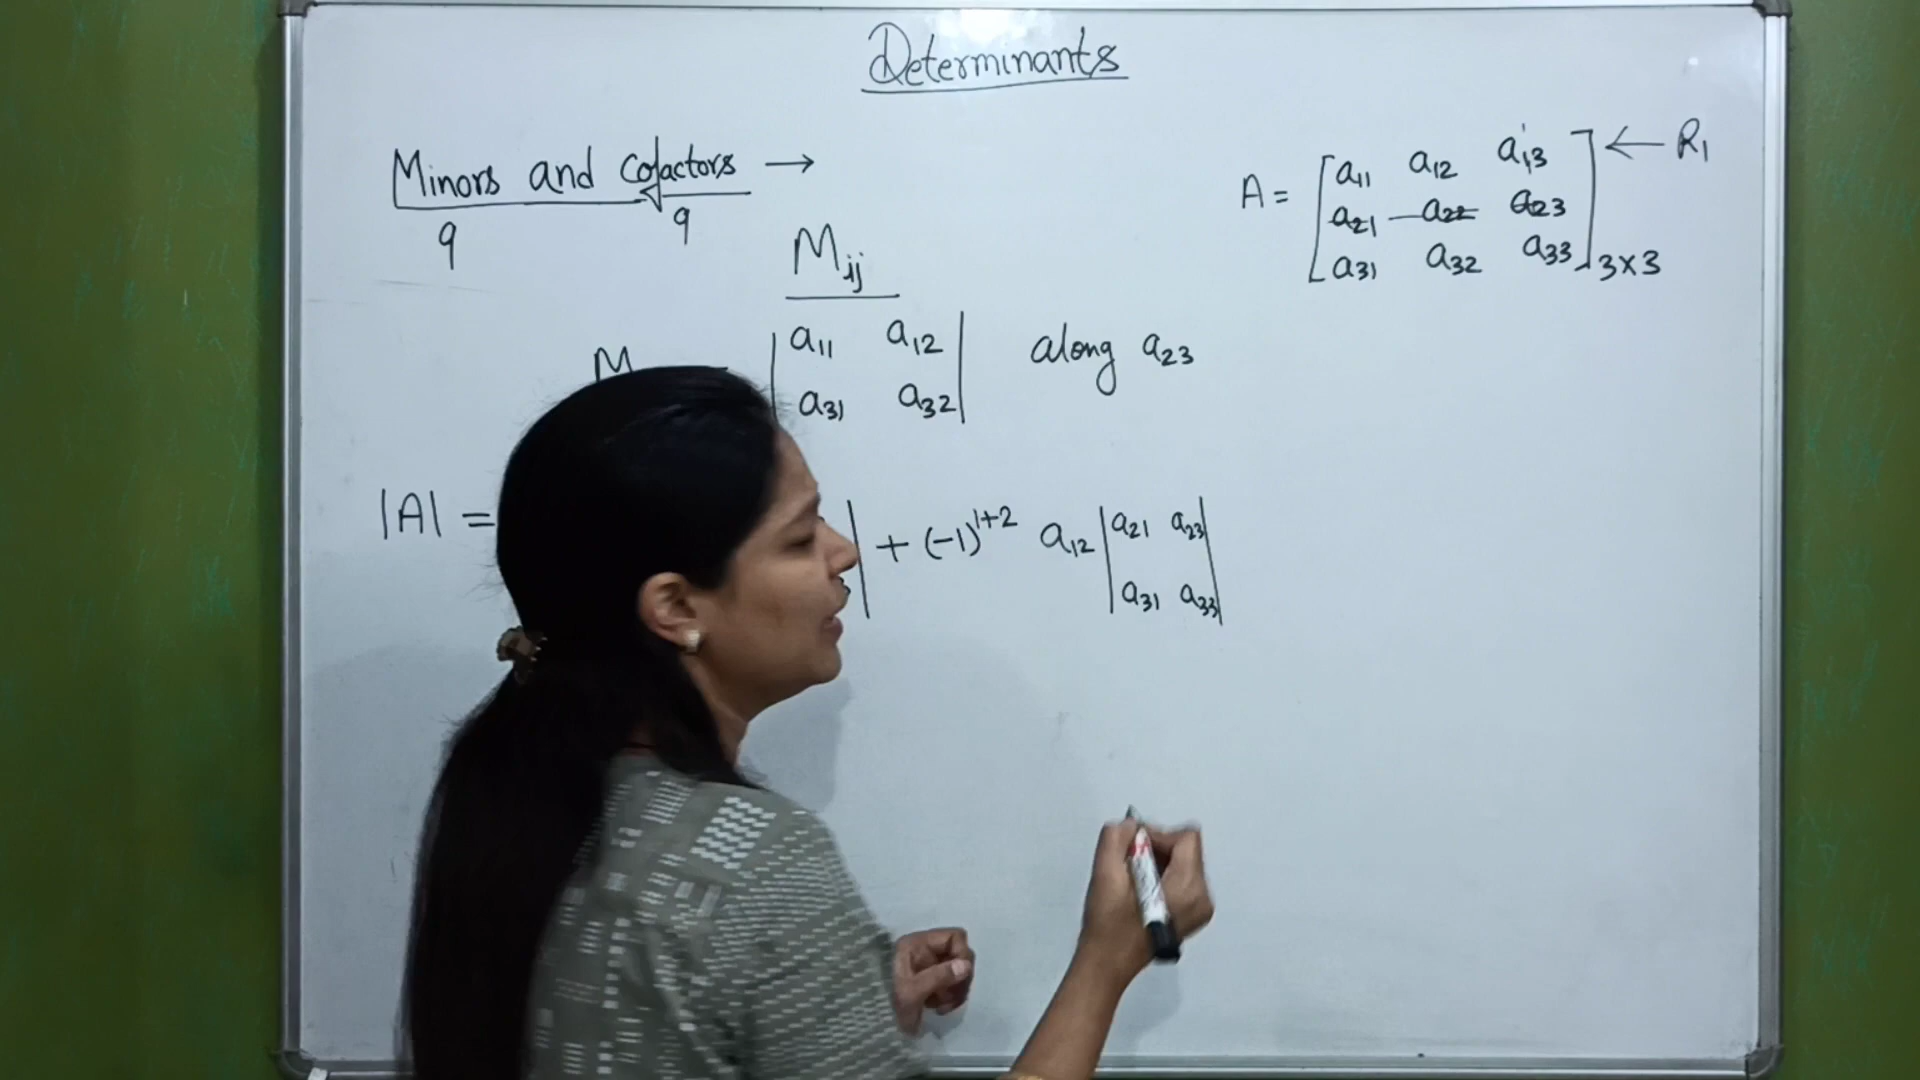 Determinants
Minors and Cofactors →
9 9
A = [a11 a12 a13
a21 a22 a23
a31 a32 a33] 3×3 ← R1
Mij
M = |a11 a12
a31 a32| along a23
|A| = | + (-1)^1+2 a12 |a21 a23
a31 a33|